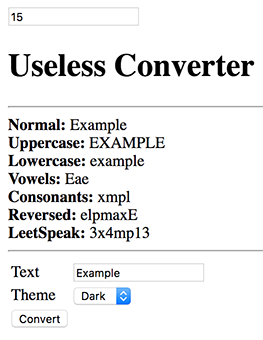 15
Useless Converter
Normal: Example
Uppercase: EXAMPLE
Lowercase: example
Vowels: Eae
Consonants: xmpl
Reversed: elpmaxE
LeetSpeak: 3x4mp13
Text Example
Theme Dark
Convert